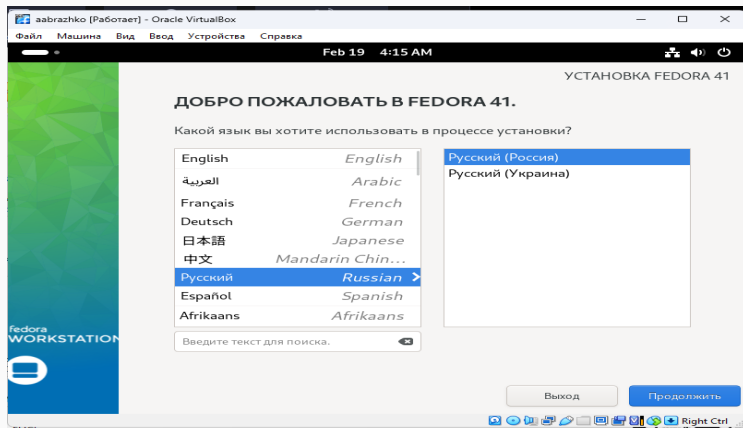 aabrazhko [Работает] - Oracle VirtualBox
Файл Машина Вид Ввод Устройства Справка
Feb 19 4:15 AM
УСТАНОВКА FEDORA 41
ДОБРО ПОЖАЛОВАТЬ В FEDORA 41.
Какой язык вы хотите использовать в процессе установки?
English English
العربية Arabic
Français French
Deutsch German
日本語 Japanese
中文 Mandarin Chin...
Русский Russian
Español Spanish
Afrikaans Afrikaans
Русский (Россия)
Русский (Украина)
Введите текст для поиска.
fedora
WORKSTATION
Выход Продолжить
Right Ctrl